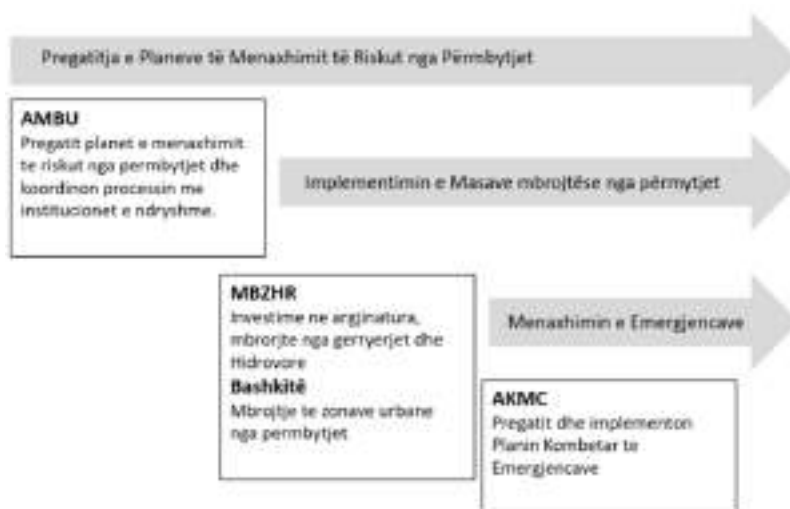 Pregatitja e Planeve të Menaxhimit të Riskut nga Përmbytjet
AMBU
Pregatit planet e menaxhimit
te riskut nga permbytjet dhe
koordinon processin me
institucionet e ndryshme.
Implementimin e Masave mbrojtëse nga përmytjet
MBZHR
Investime ne argjinatura,
mbrorjte nga gerryerjet dhe
Hidrovore
Bashkitë
Mbrojtje te zonave urbane
nga permbytjet
Menaxhimin e Emergjencave
AKMC
Pregatit dhe implementon
Planin Kombetar te
Emergjencave